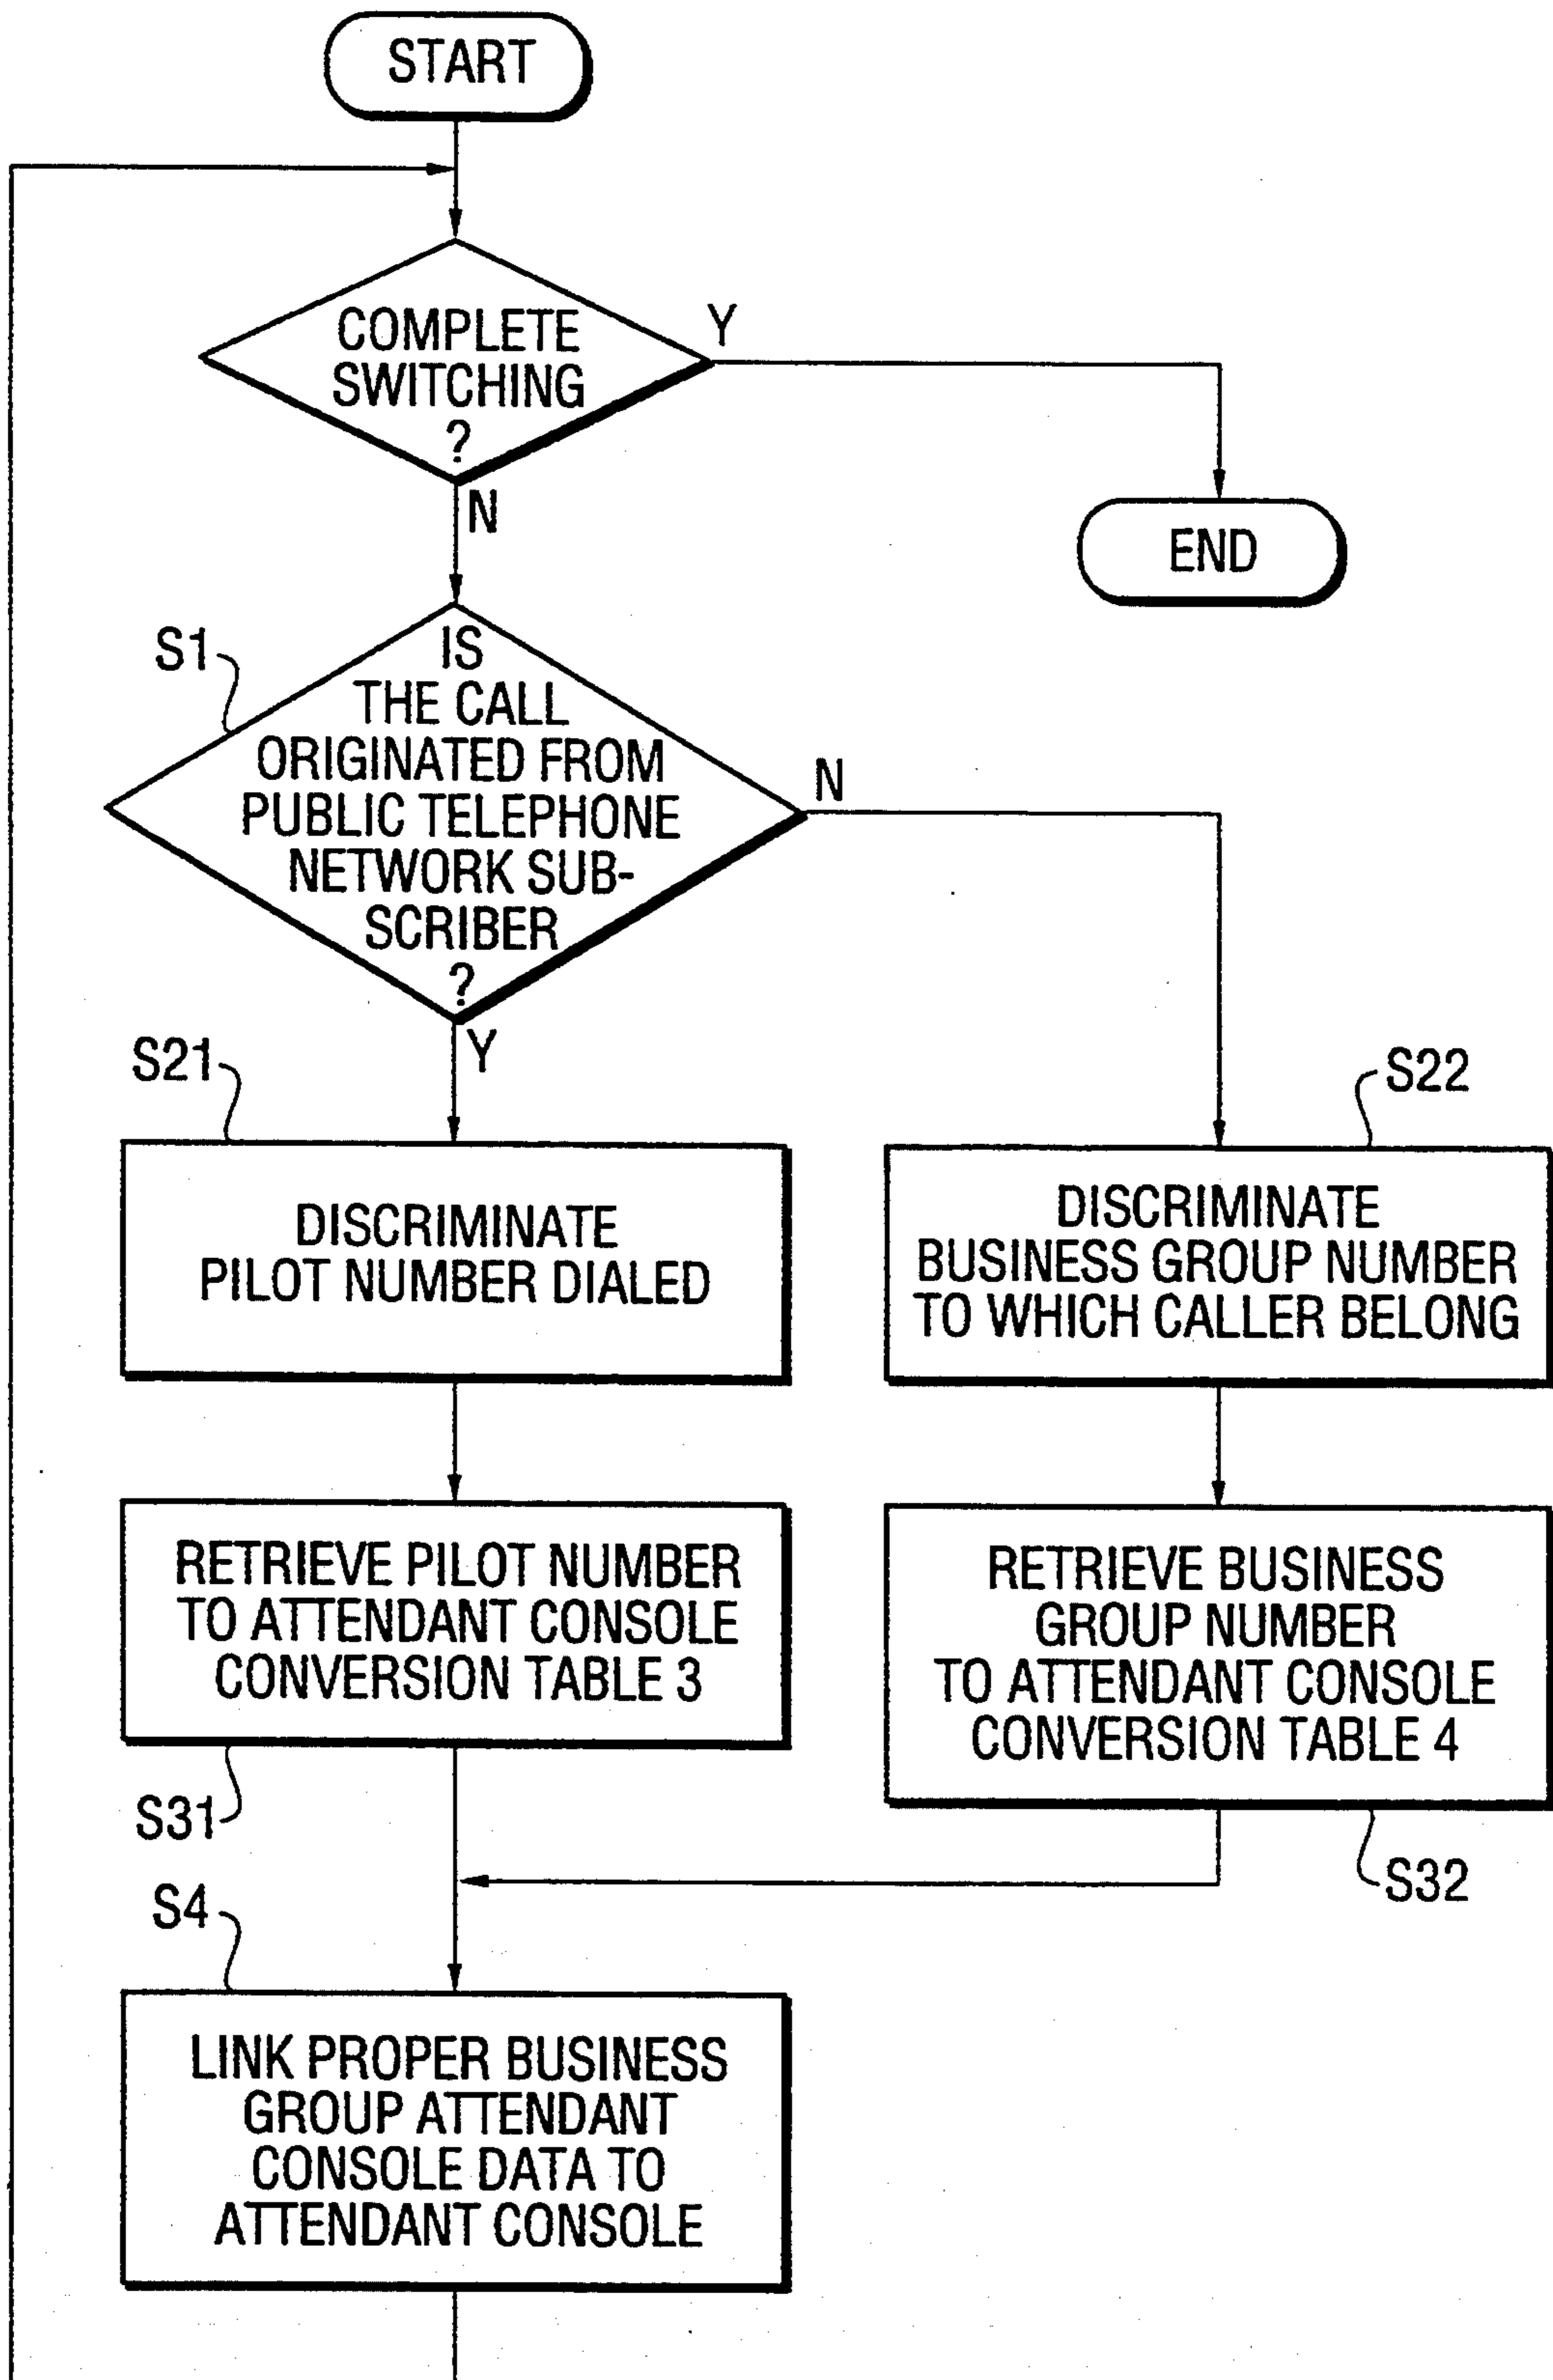 START
COMPLETE
SWITCHING
?
Y
N
END
S1
IS
THE CALL
ORIGINATED FROM
PUBLIC TELEPHONE
NETWORK SUB-
SCRIBER
?
N
Y
S21
DISCRIMINATE
PILOT NUMBER DIALED
S22
DISCRIMINATE
BUSINESS GROUP NUMBER
TO WHICH CALLER BELONG
RETRIEVE PILOT NUMBER
TO ATTENDANT CONSOLE
CONVERSION TABLE 3
S31
RETRIEVE BUSINESS
GROUP NUMBER
TO ATTENDANT CONSOLE
CONVERSION TABLE 4
S32
S4
LINK PROPER BUSINESS
GROUP ATTENDANT
CONSOLE DATA TO
ATTENDANT CONSOLE